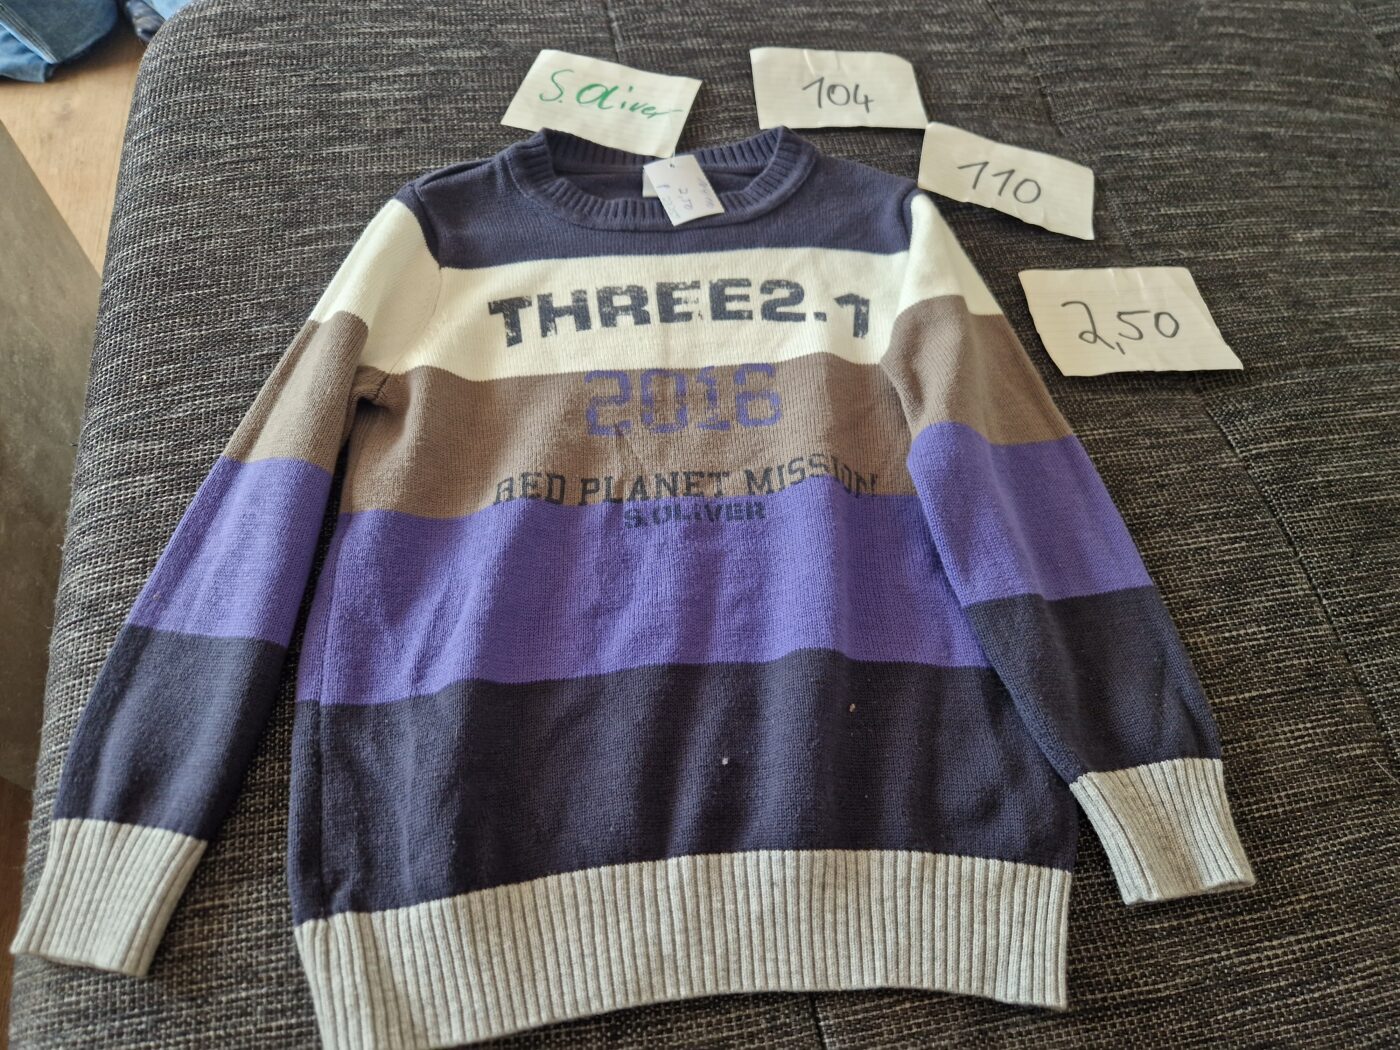 S.Oliver
104
110
2,50
THREE2.1
2016
RED PLANET MISSION
S.OLIVER